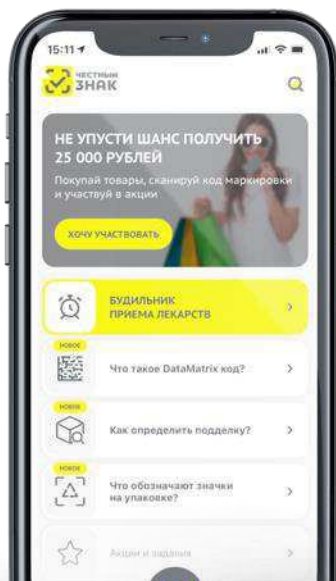 15:11
ЧЕСТНЫЙ
ЗНАК
НЕ УПУСТИ ШАНС ПОЛУЧИТЬ
25 000 РУБЛЕЙ
Покупай товары, сканируй код маркировки
и участвуй в акции
ХОЧУ УЧАСТВОВАТЬ
БУДИЛЬНИК
ПРИЕМА ЛЕКАРСТВ
НОВОЕ
Что такое DataMatrix код?
НОВОЕ
Как определить подделку?
НОВОЕ
Что обозначают значки
на упаковке?
Акции и задания